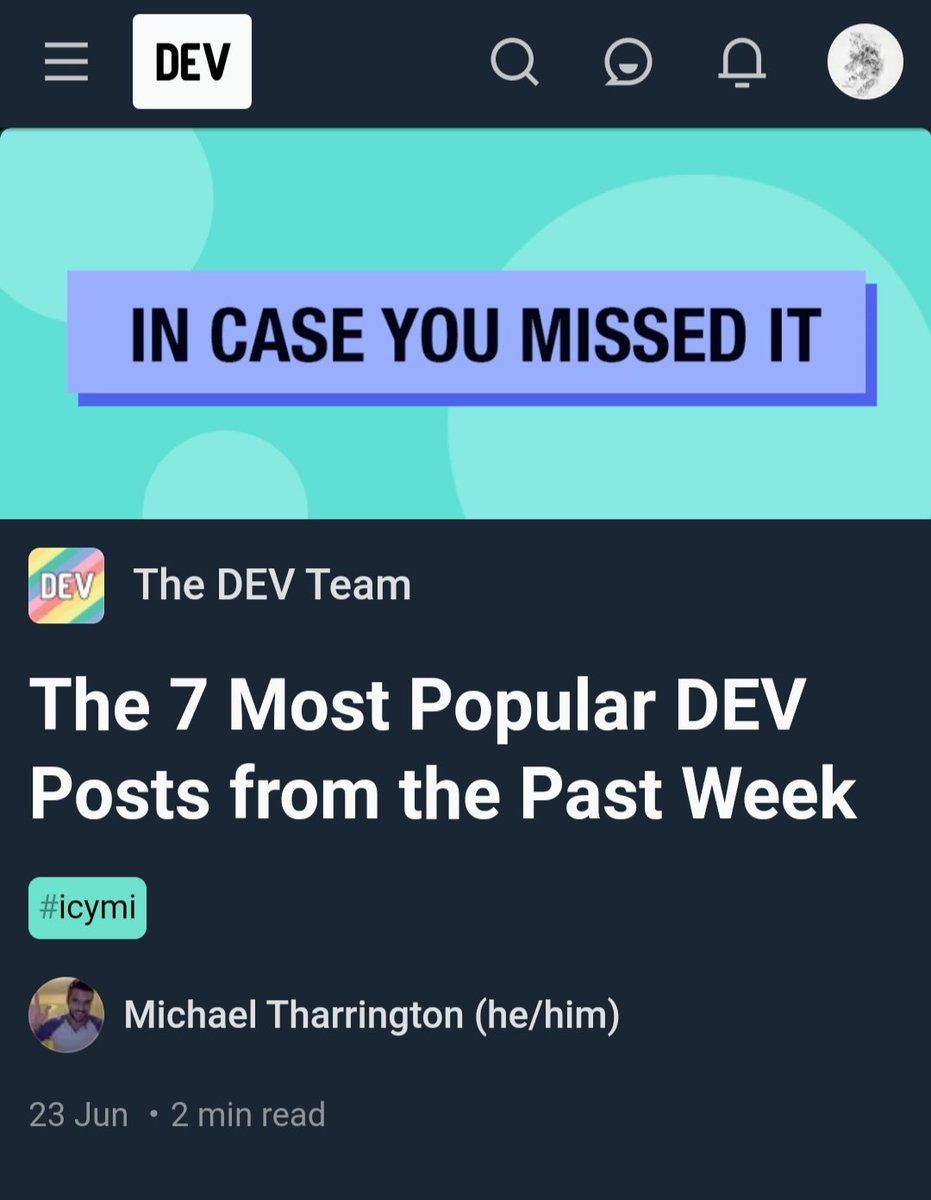 DEV
IN CASE YOU MISSED IT
DEV
The DEV Team
The 7 Most Popular DEV
Posts from the Past Week
#icymi
Michael Tharrington (he/him)
23 Jun • 2 min read